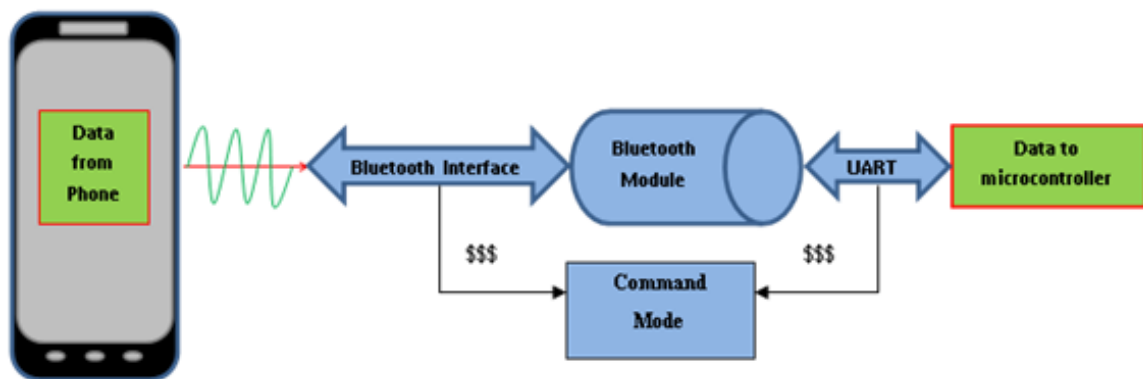 Data
from
Phone
Bluetooth Interface
Bluetooth
Module
UART
Data to
microcontroller
$$$
$$$
Command
Mode